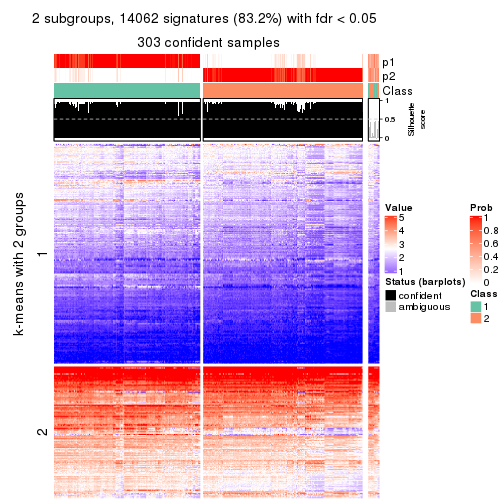 2 subgroups, 14062 signatures (83.2%) with fdr < 0.05
303 confident samples
p1
p2
Class
1
0.5
0
Silhouette
score
k-means with 2 groups
1
2
Value
5
4
3
2
1
Status (barplots)
confident
ambiguous
Prob
1
0.8
0.6
0.4
0.2
0
Class
1
2